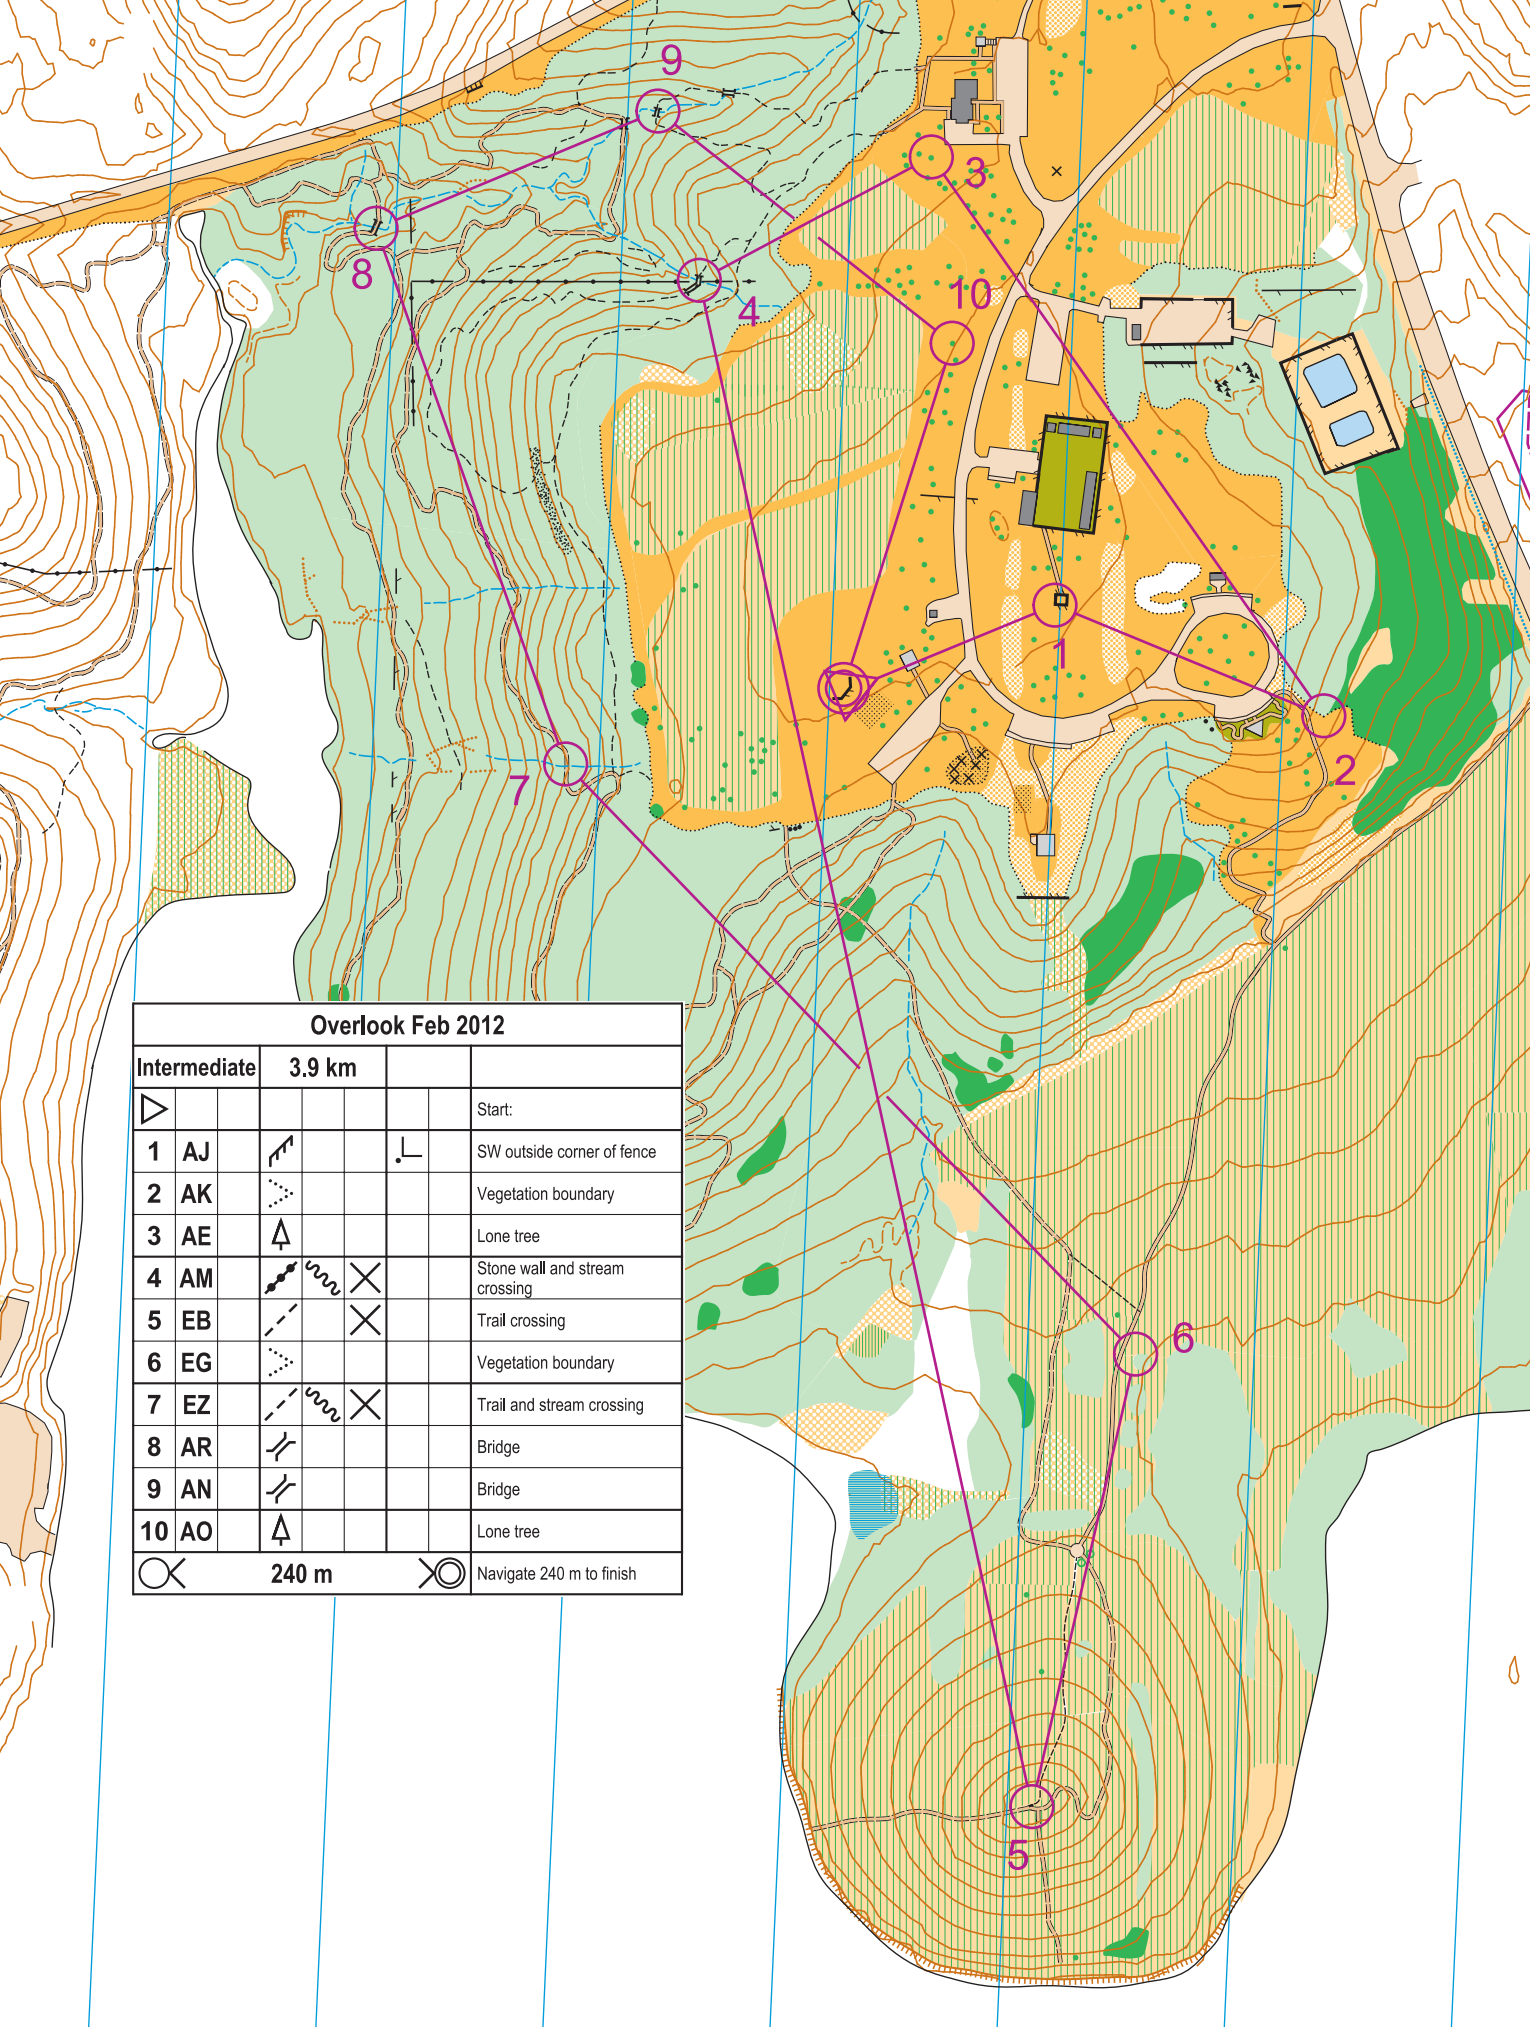 9
3
8
4
10
1
2
7
Overlook Feb 2012
Intermediate 3.9 km
Start:
1 AJ SW outside corner of fence
2 AK Vegetation boundary
3 AE Lone tree
4 AM Stone wall and stream
crossing
5 EB Trail crossing
6 EG Vegetation boundary
7 EZ Trail and stream crossing
8 AR Bridge
9 AN Bridge
10 AO Lone tree
240 m Navigate 240 m to finish
6
5